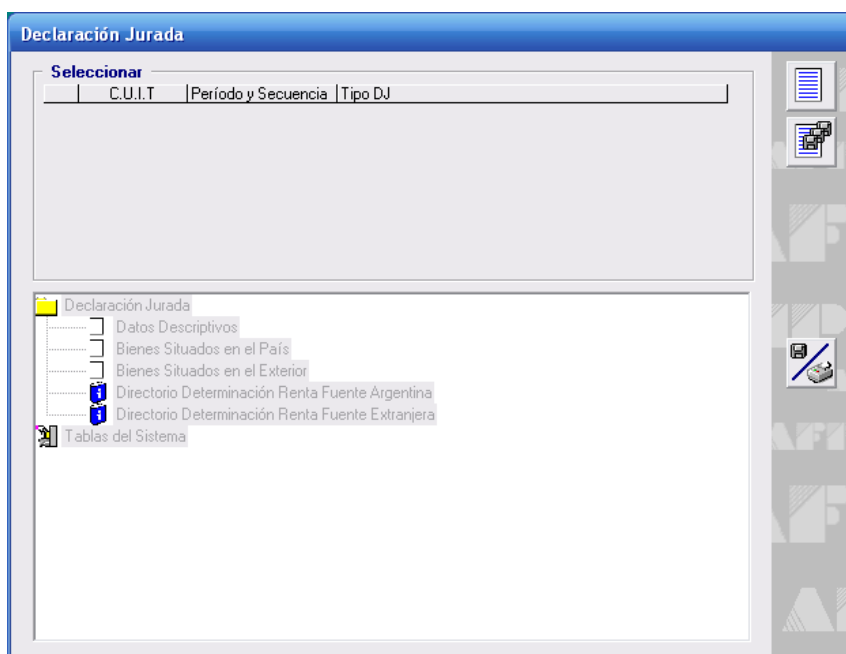 Declaración Jurada
Seleccionar
C.U.I.T Período y Secuencia Tipo DJ
Declaración Jurada
Datos Descriptivos
Bienes Situados en el País
Bienes Situados en el Exterior
Directorio Determinación Renta Fuente Argentina
Directorio Determinación Renta Fuente Extranjera
Tablas del Sistema